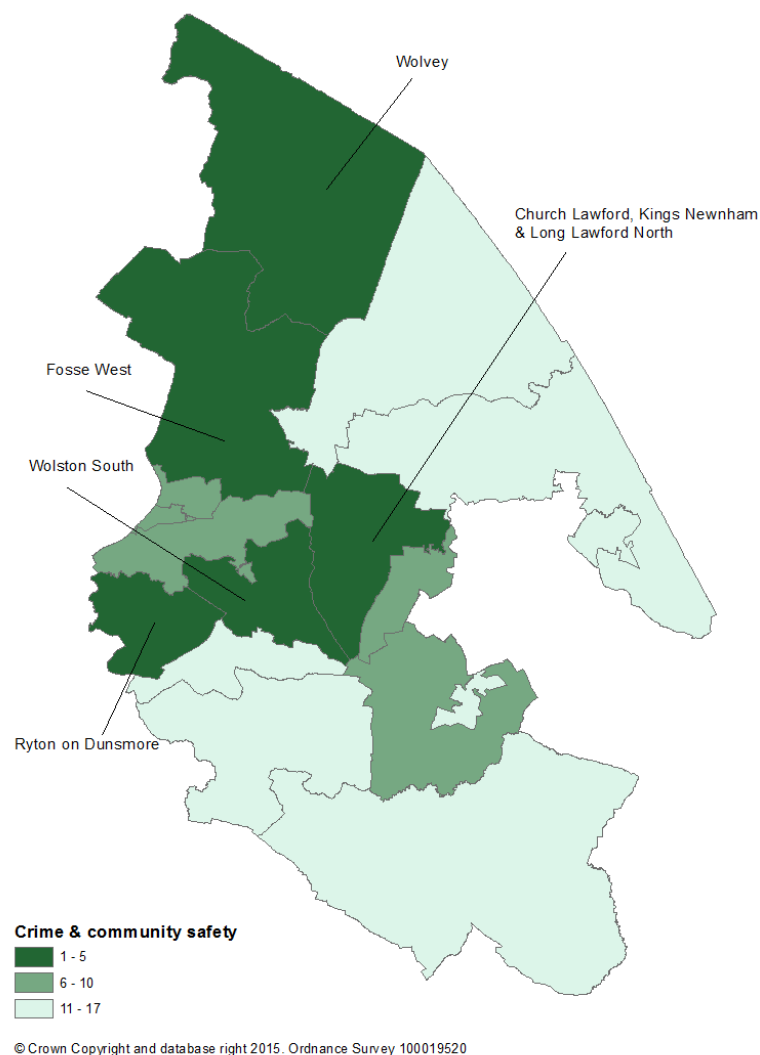 Wolvey
Church Lawford, Kings Newnham
& Long Lawford North
Fosse West
Wolston South
Ryton on Dunsmore
Crime & community safety
1 - 5
6 - 10
11 - 17
© Crown Copyright and database right 2015. Ordnance Survey 100019520